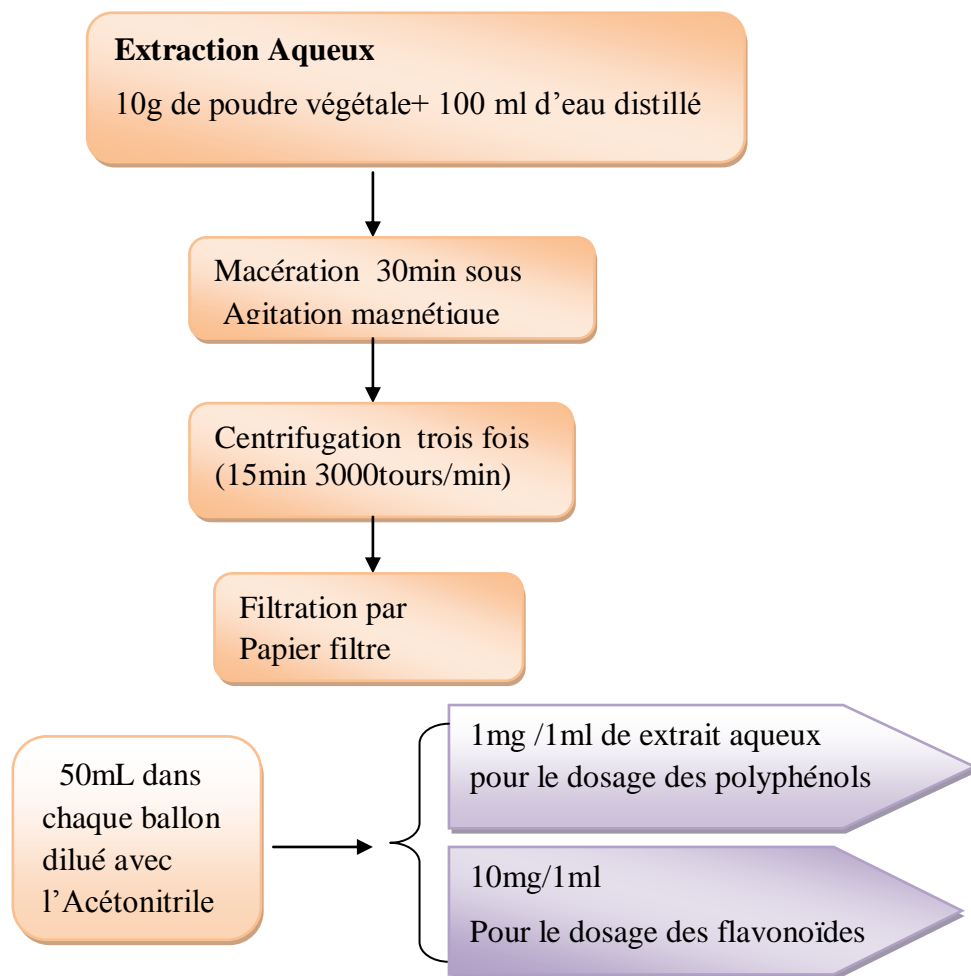 Extraction Aqueux
10g de poudre végétale+ 100 ml d’eau distillé
Macération 30min sous
Agitation magnétique
Centrifugation trois fois
(15min 3000tours/min)
Filtration par
Papier filtre
50mL dans
chaque ballon
dilué avec
l’Acétonitrile
1mg /1ml de extrait aqueux
pour le dosage des polyphénols
10mg/1ml
Pour le dosage des flavonoïdes